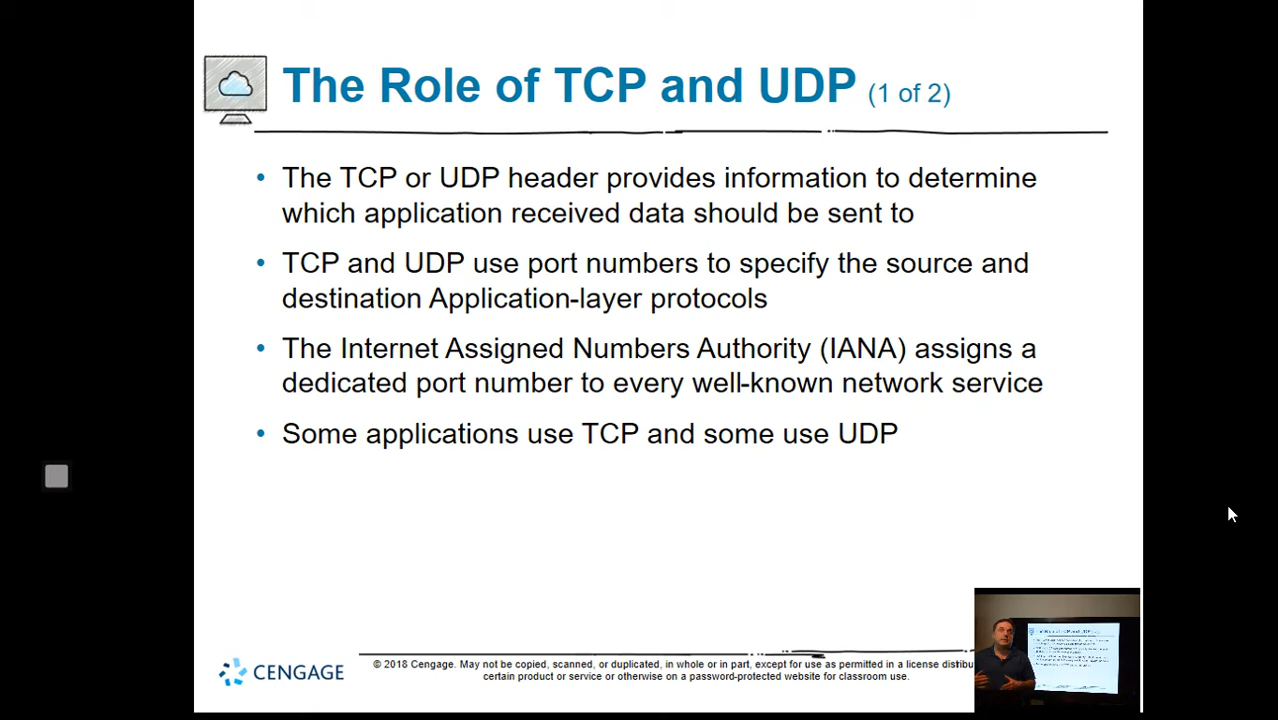 The Role of TCP and UDP (1 of 2)
• The TCP or UDP header provides information to determine
which application received data should be sent to
• TCP and UDP use port numbers to specify the source and
destination Application-layer protocols
• The Internet Assigned Numbers Authority (IANA) assigns a
dedicated port number to every well-known network service
• Some applications use TCP and some use UDP
CENGAGE
© 2018 Cengage. May not be copied, scanned, or duplicated, in whole or in part, except for use as permitted in a license
certain product or service or otherwise on a password-protected website for classroom use.